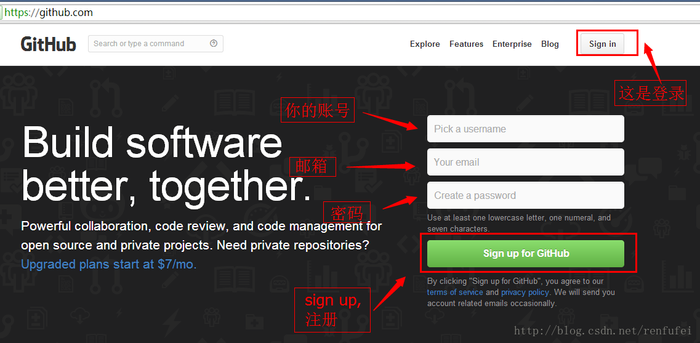 https://github.com
GitHub
Search or type a command
Explore Features Enterprise Blog Sign in
这是登录
你的账号
Pick a username
Build software
better, together.
邮箱
Your email
密码
Create a password
Use at least one lowercase letter, one numeral, and
seven characters.
Powerful collaboration, code review, and code management for
open source and private projects. Need private repositories?
Upgraded plans start at $7/mo.
Sign up for GitHub
By clicking "Sign up for GitHub", you agree to our
terms of service and privacy policy. We will send you
account related emails occasionally.
sign up,
注册
http://blog.csdn.net/renfufei